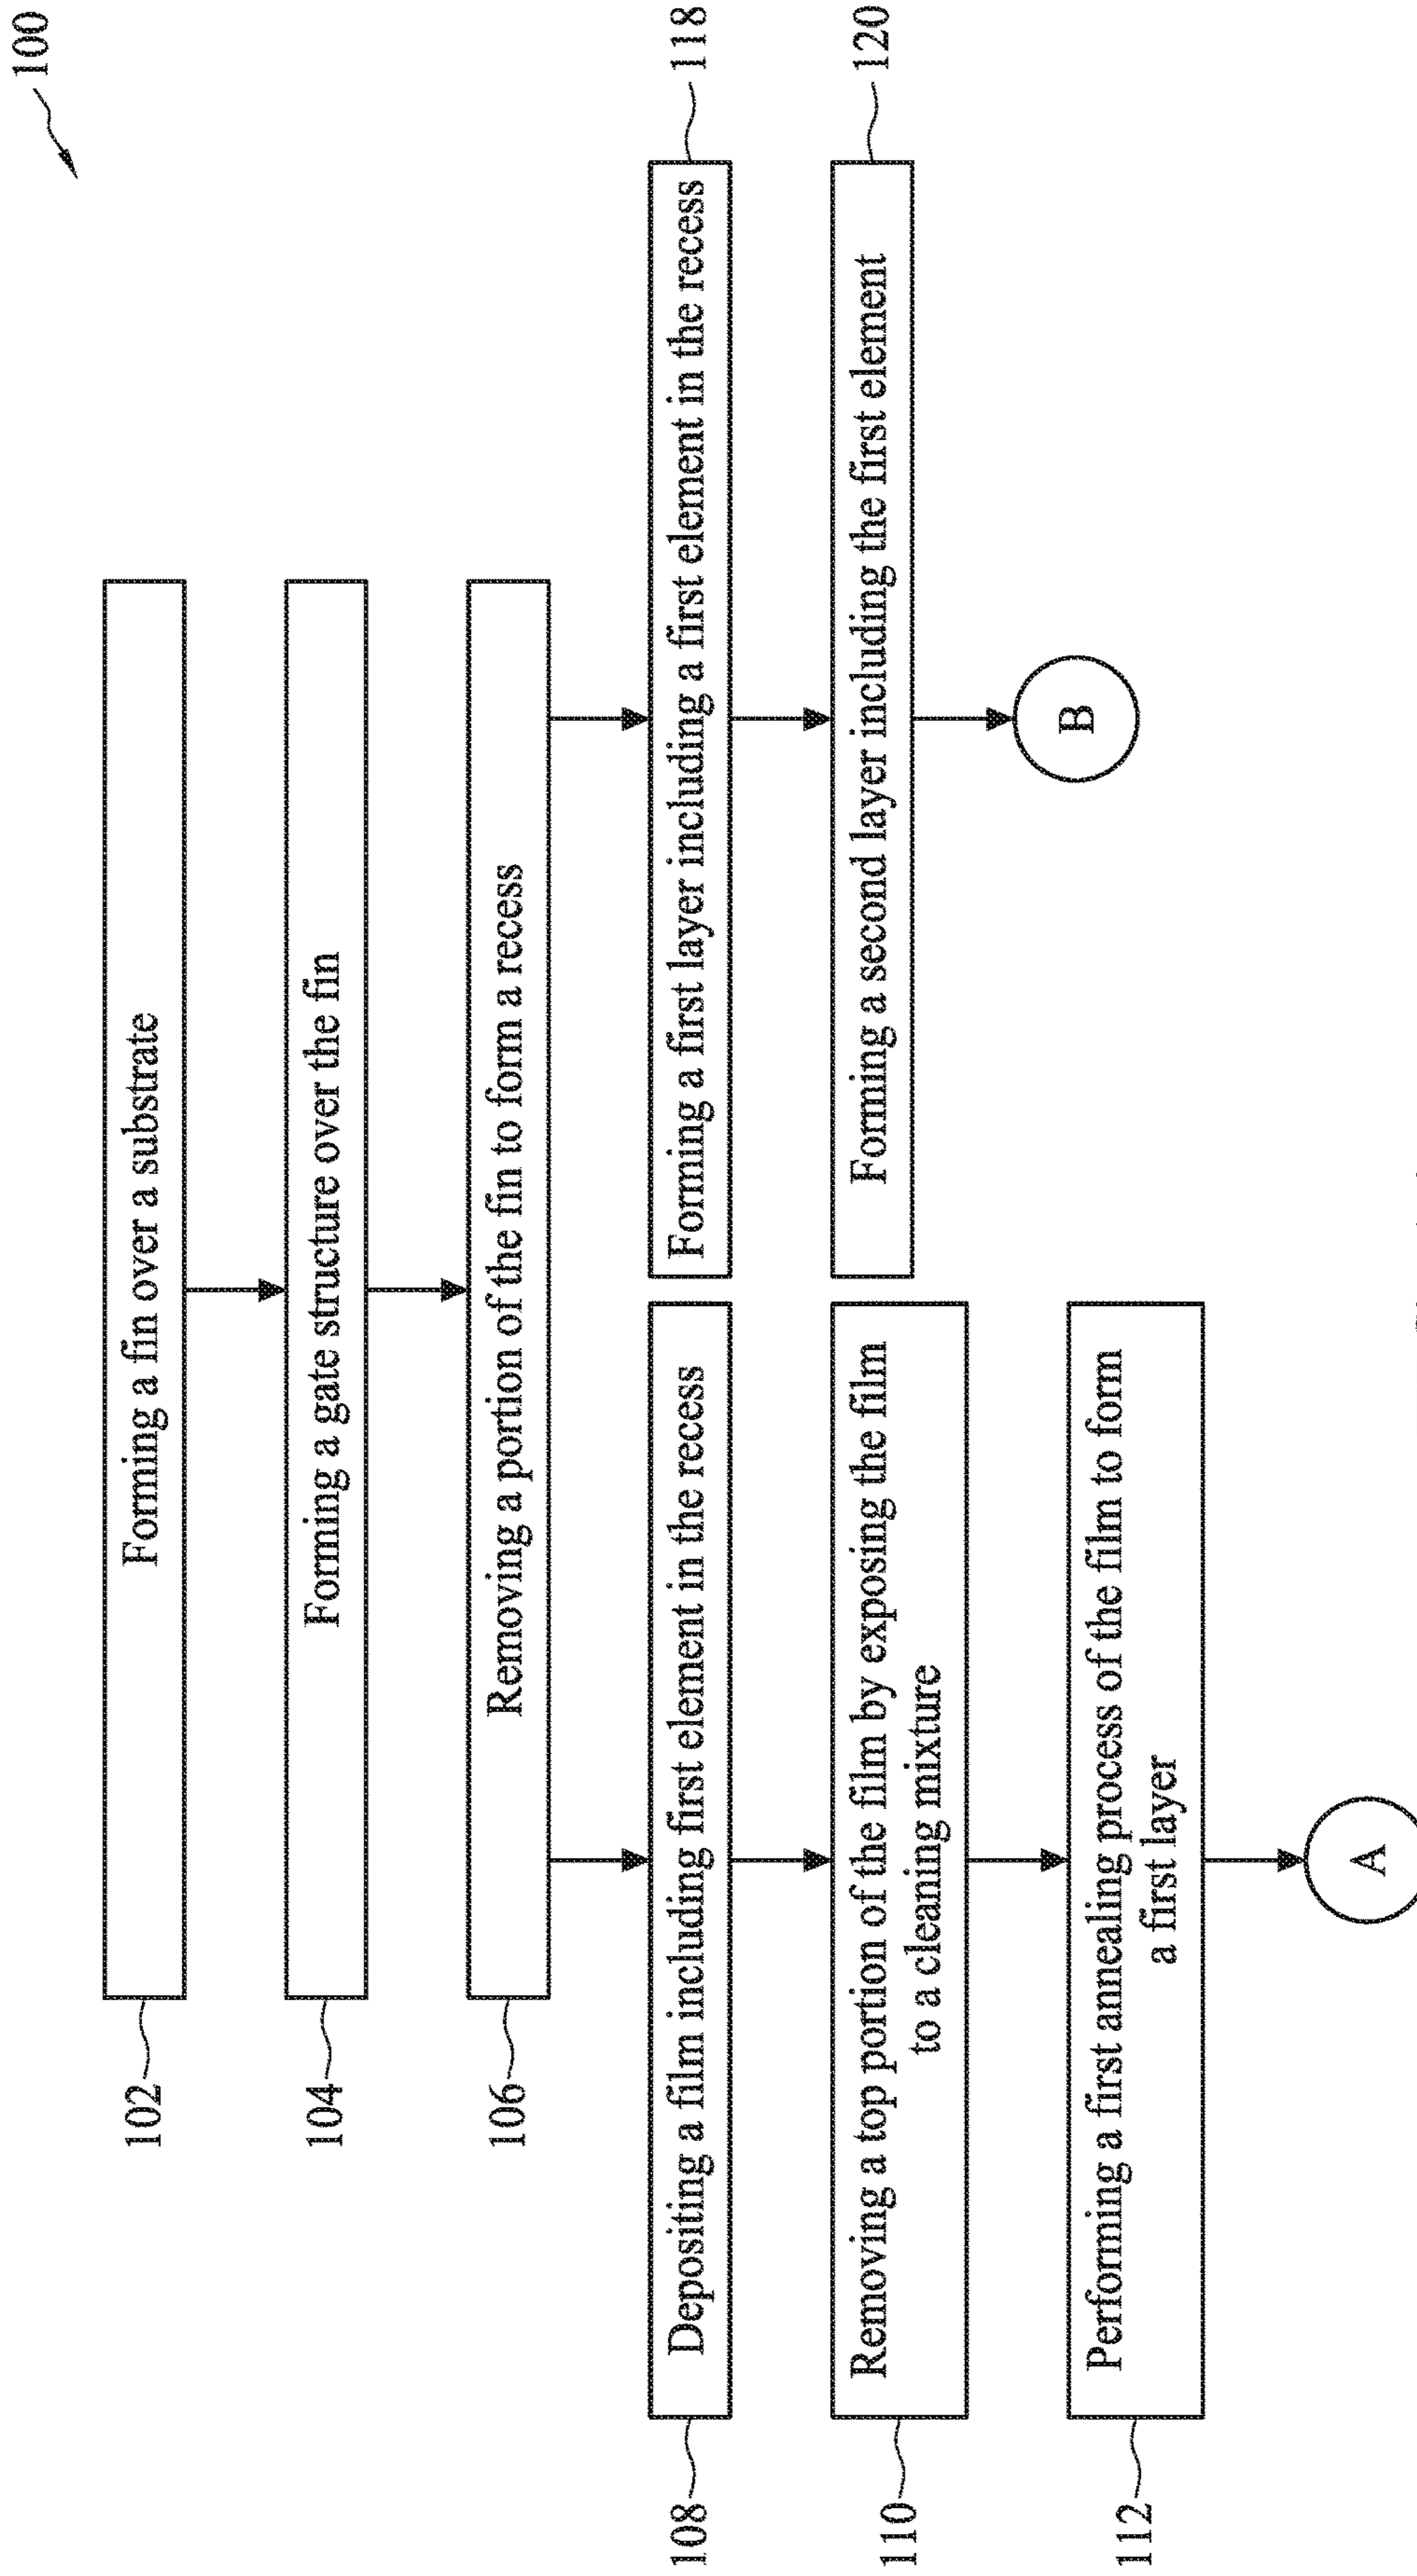 100
102
Forming a fin over a substrate
104
Forming a gate structure over the fin
106
Removing a portion of the fin to form a recess
108
Depositing a film including first element in the recess
110
Removing a top portion of the film by exposing the film
to a cleaning mixture
112
Performing a first annealing process of the film to form
a first layer
A
Forming a first layer including a first element in the recess
118
Forming a second layer including the first element
120
B